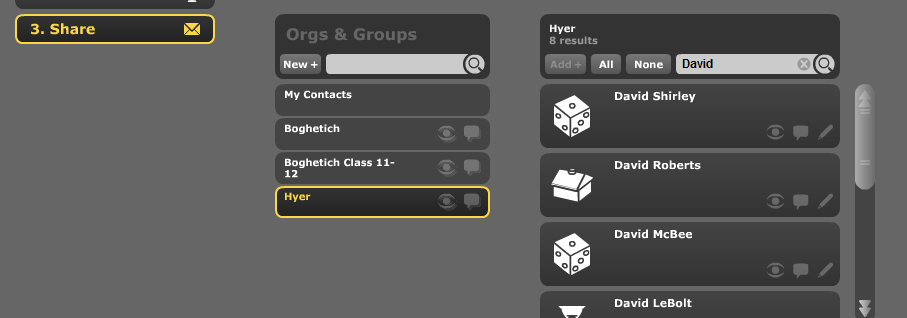 3. Share
Orgs & Groups
New +
My Contacts
Boghetich
Boghetich Class 11-
12
Hyer
Hyer
8 results
Add +
All
None
David
David Shirley
David Roberts
David McBee
David LeBolt